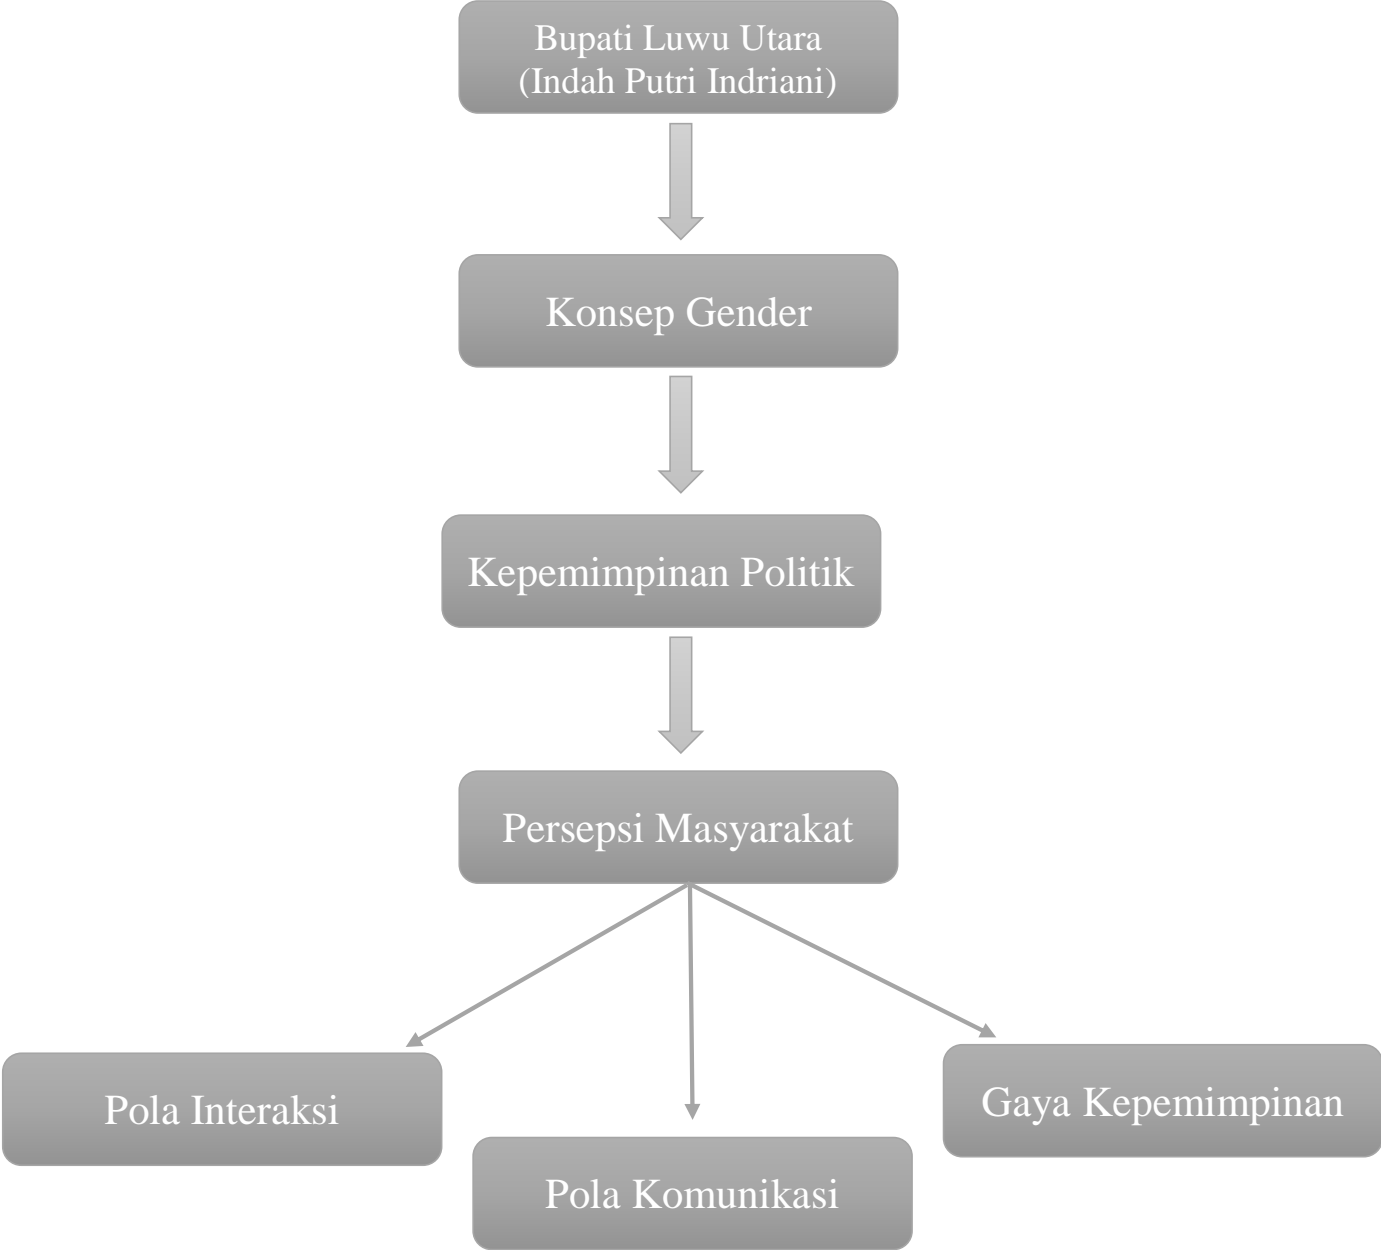 Bupati Luwu Utara
(Indah Putri Indriani)
Konsep Gender
Kepemimpinan Politik
Persepsi Masyarakat
Pola Interaksi
Pola Komunikasi
Gaya Kepemimpinan